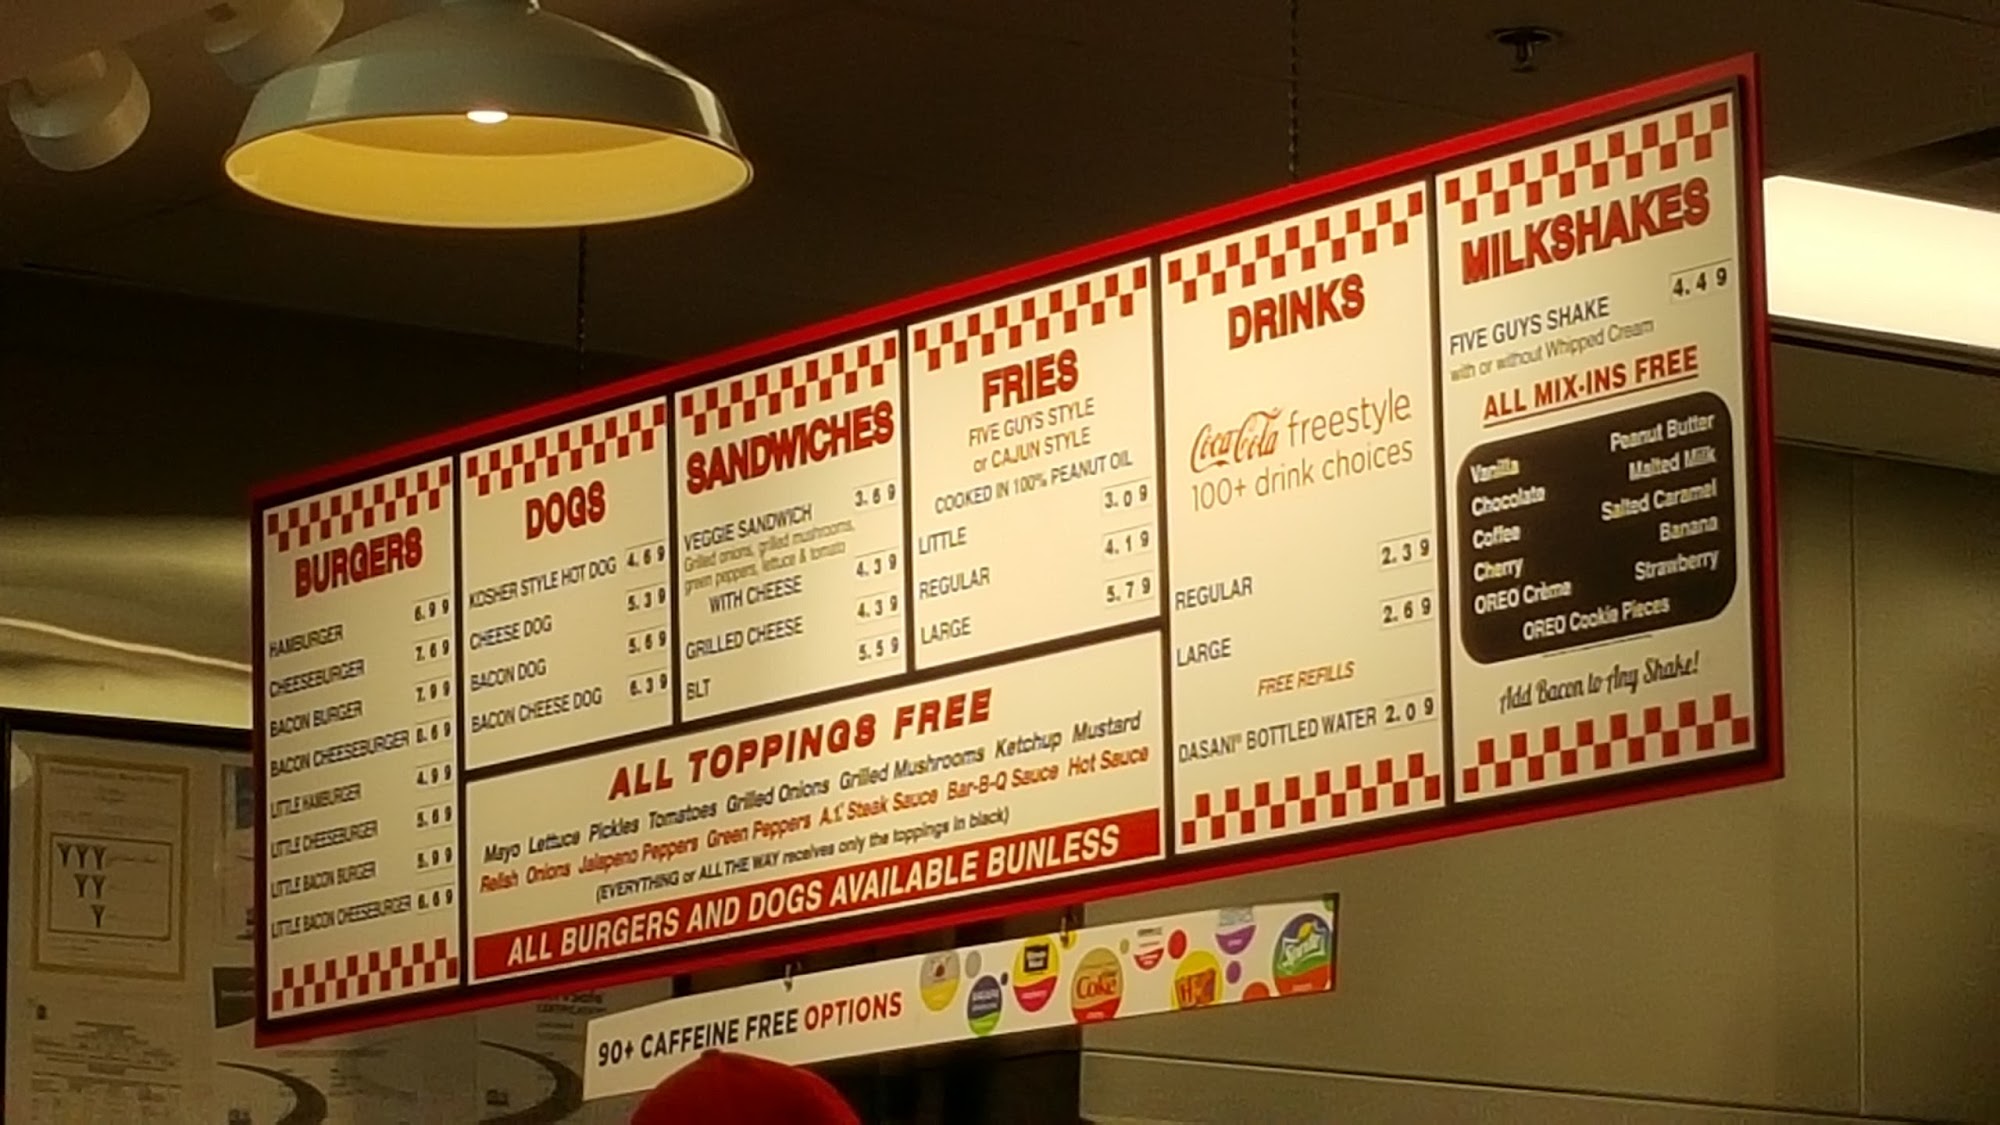 BURGERS
HAMBURGER 6.99
CHEESEBURGER 7.69
BACON BURGER 7.99
BACON CHEESEBURGER 8.69
LITTLE HAMBURGER 4.99
LITTLE CHEESEBURGER 5.69
LITTLE BACON BURGER 5.99
LITTLE BACON CHEESEBURGER 6.69
DOGS
KOSHER STYLE HOT DOG 4.69
CHEESE DOG 5.39
BACON DOG 5.69
BACON CHEESE DOG 6.39
SANDWICHES
VEGGIE SANDWICH 3.69
Grilled onions, grilled mushrooms,
green peppers, lettuce & tomato
WITH CHEESE 4.39
GRILLED CHEESE 4.39
BLT 5.59
FRIES
FIVE GUYS STYLE
or CAJUN STYLE
COOKED IN 100% PEANUT OIL
LITTLE 3.09
REGULAR 4.19
LARGE 5.79
ALL TOPPINGS FREE
Mayo Lettuce Pickles Tomatoes Grilled Onions Grilled Mushrooms Ketchup Mustard
Relish Onions Jalapeno Peppers Green Peppers A.1.® Steak Sauce Bar-B-Q Sauce Hot Sauce
(EVERYTHING or ALL THE WAY receives only the toppings in black)
ALL BURGERS AND DOGS AVAILABLE BUNLESS
DRINKS
Coca-Cola freestyle
100+ drink choices
REGULAR 2.39
LARGE 2.69
FREE REFILLS
DASANI® BOTTLED WATER 2.09
MILKSHAKES
FIVE GUYS SHAKE 4.49
with or without Whipped Cream
ALL MIX-INS FREE
Vanilla Peanut Butter
Chocolate Malted Milk
Coffee Salted Caramel
Cherry Banana
OREO Crème Strawberry
OREO Cookie Pieces
Add Bacon to Any Shake!
90+ CAFFEINE FREE OPTIONS
Coke
Sprite